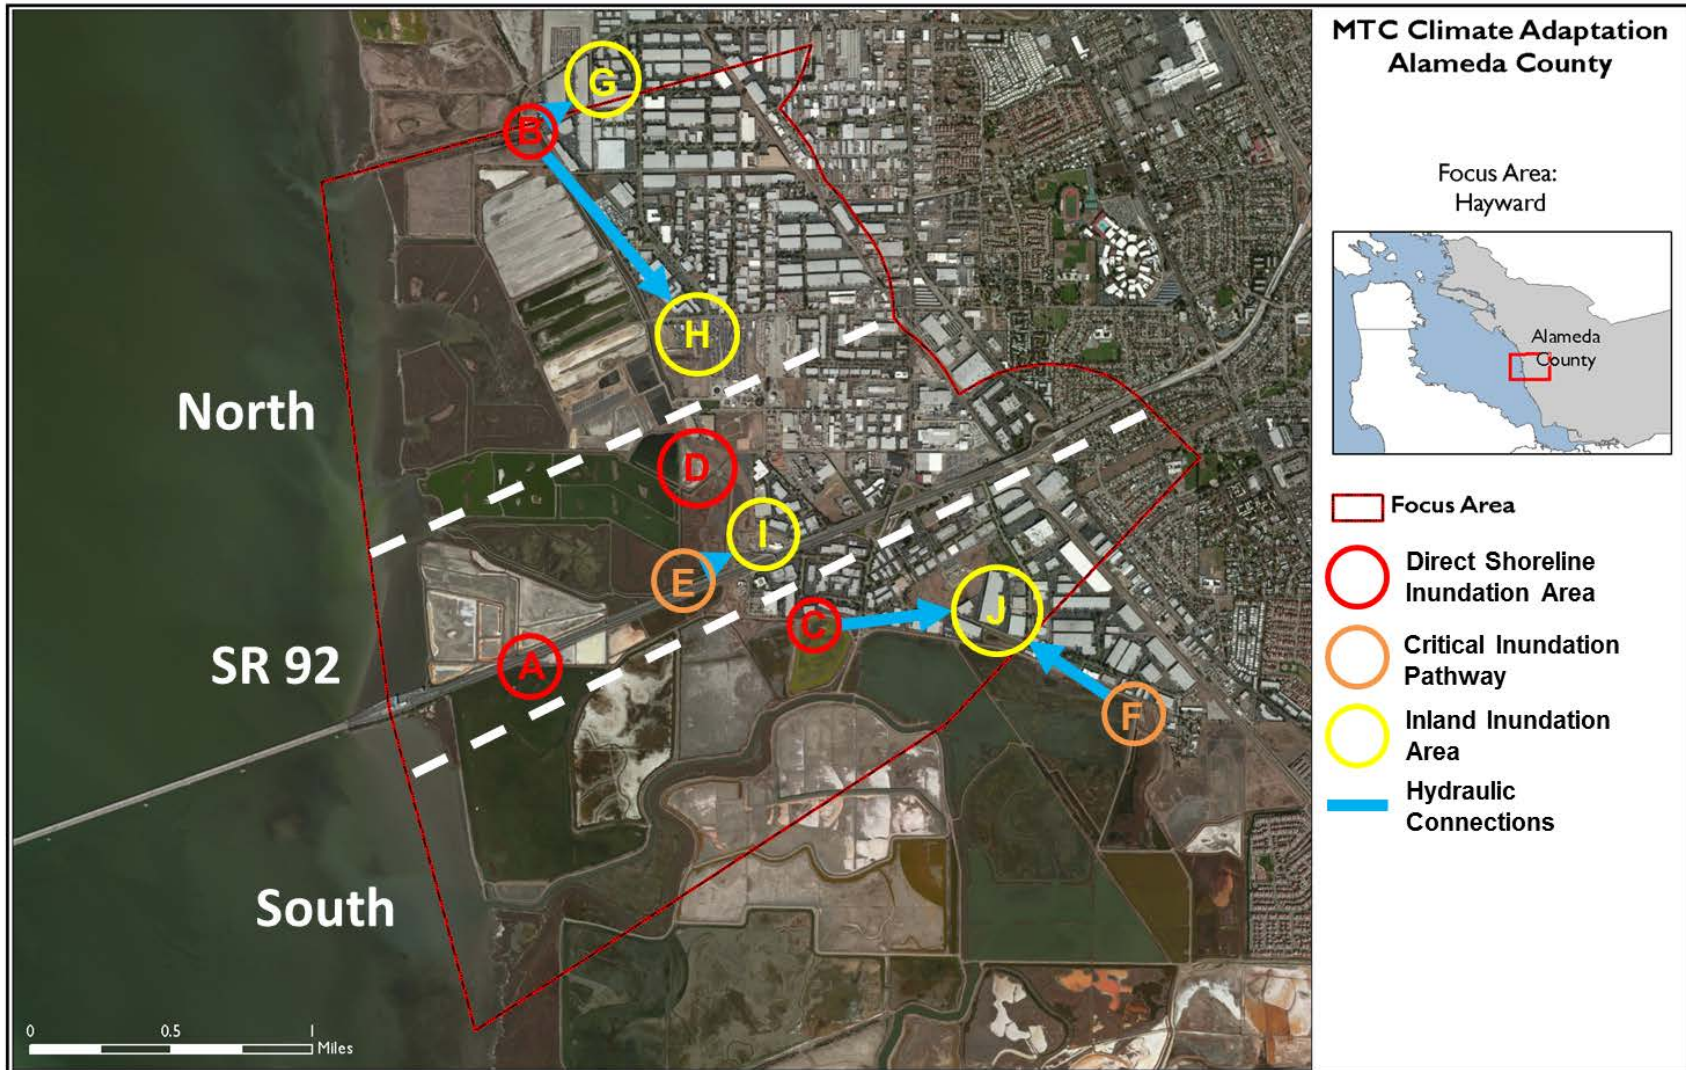 MTC Climate Adaptation
Alameda County
Focus Area:
Hayward
Alameda
County
Focus Area
Direct Shoreline
Inundation Area
Critical Inundation
Pathway
Inland Inundation
Area
Hydraulic
Connections
G
B
H
North
D
I
E
J
C
SR 92
A
F
South
0 0.5 1
Miles